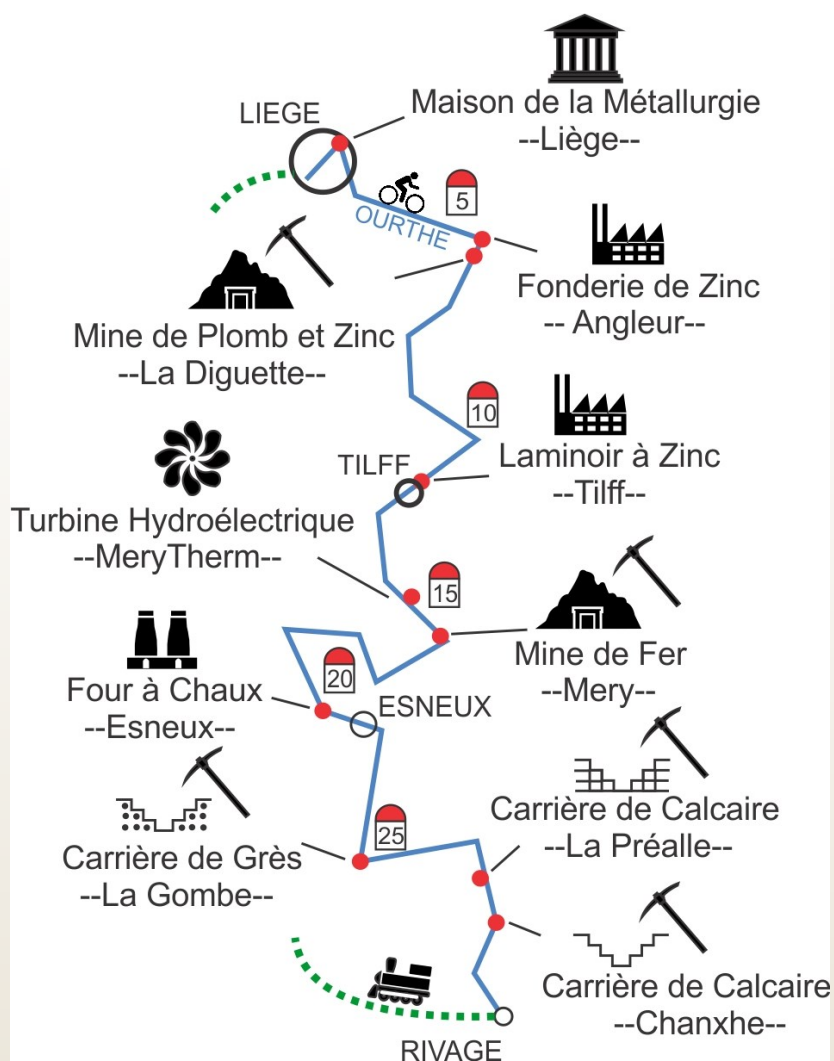 LIEGE
Maison de la Métallurgie
--Liège--
5
OURTHE
Fonderie de Zinc
-- Angleur--
Mine de Plomb et Zinc
--La Diguette--
10
TILFF
Laminoir à Zinc
--Tilff--
Turbine Hydroélectrique
--MeryTherm--
15
Mine de Fer
--Mery--
20
Four à Chaux
--Esneux--
ESNEUX
25
Carrière de Grès
--La Gombe--
Carrière de Calcaire
--La Préalle--
Carrière de Calcaire
--Chanxhe--
RIVAGE